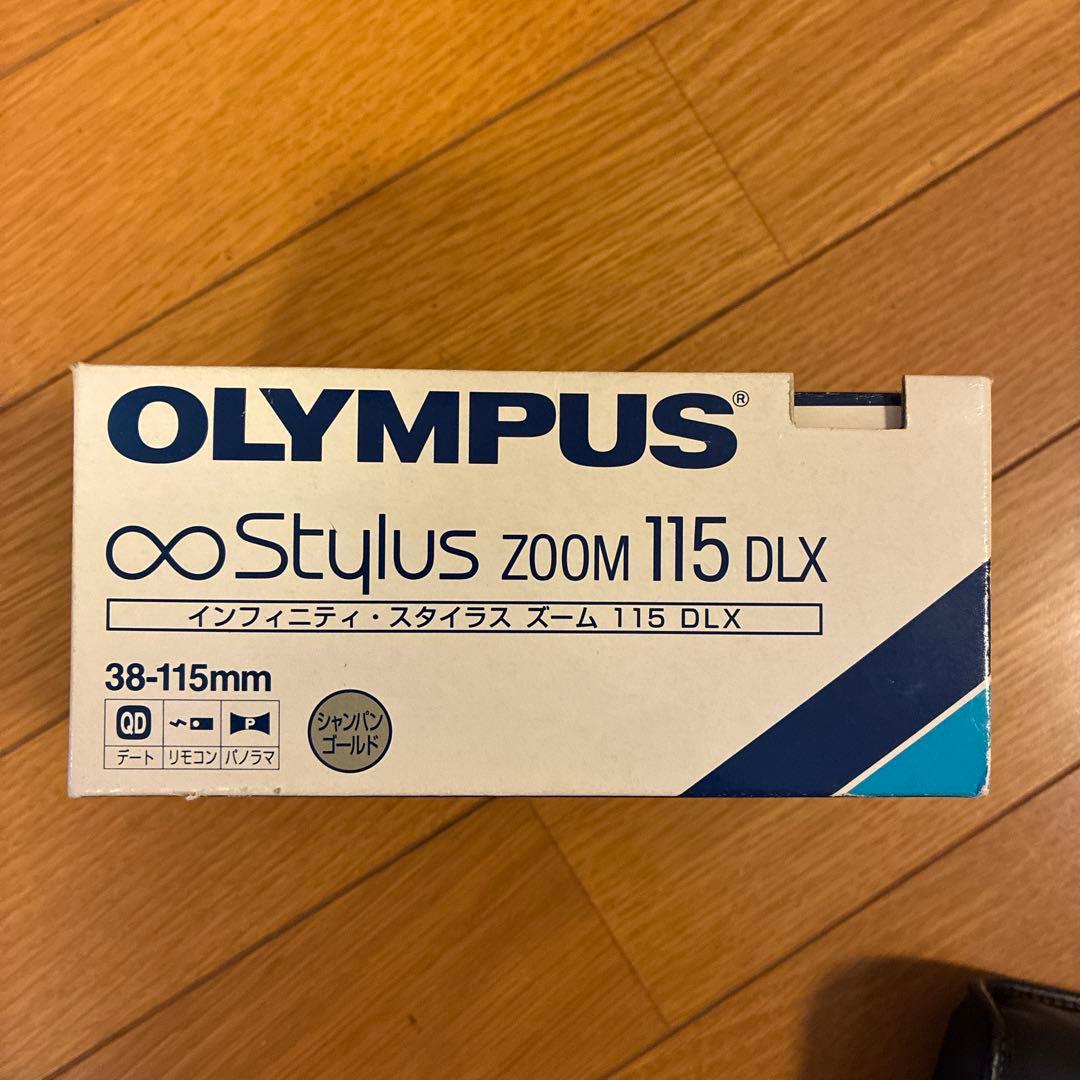 OLYMPUS®
∞Stylus ZOOM 115 DLX
インフィニティ・スタイラス ズーム 115 DLX
38-115mm
QD P
デート リモコン パノラマ
シャンパン
ゴールド